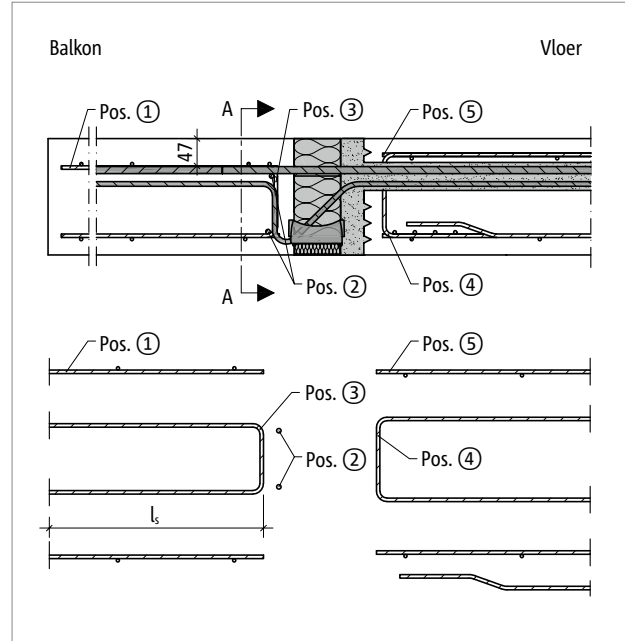 Balkon Vloer
Pos. ① A Pos. ③ Pos. ⑤
47
A Pos. ② Pos. ④
Pos. ① Pos. ⑤
Pos. ③
Pos. ② Pos. ④
lₛ